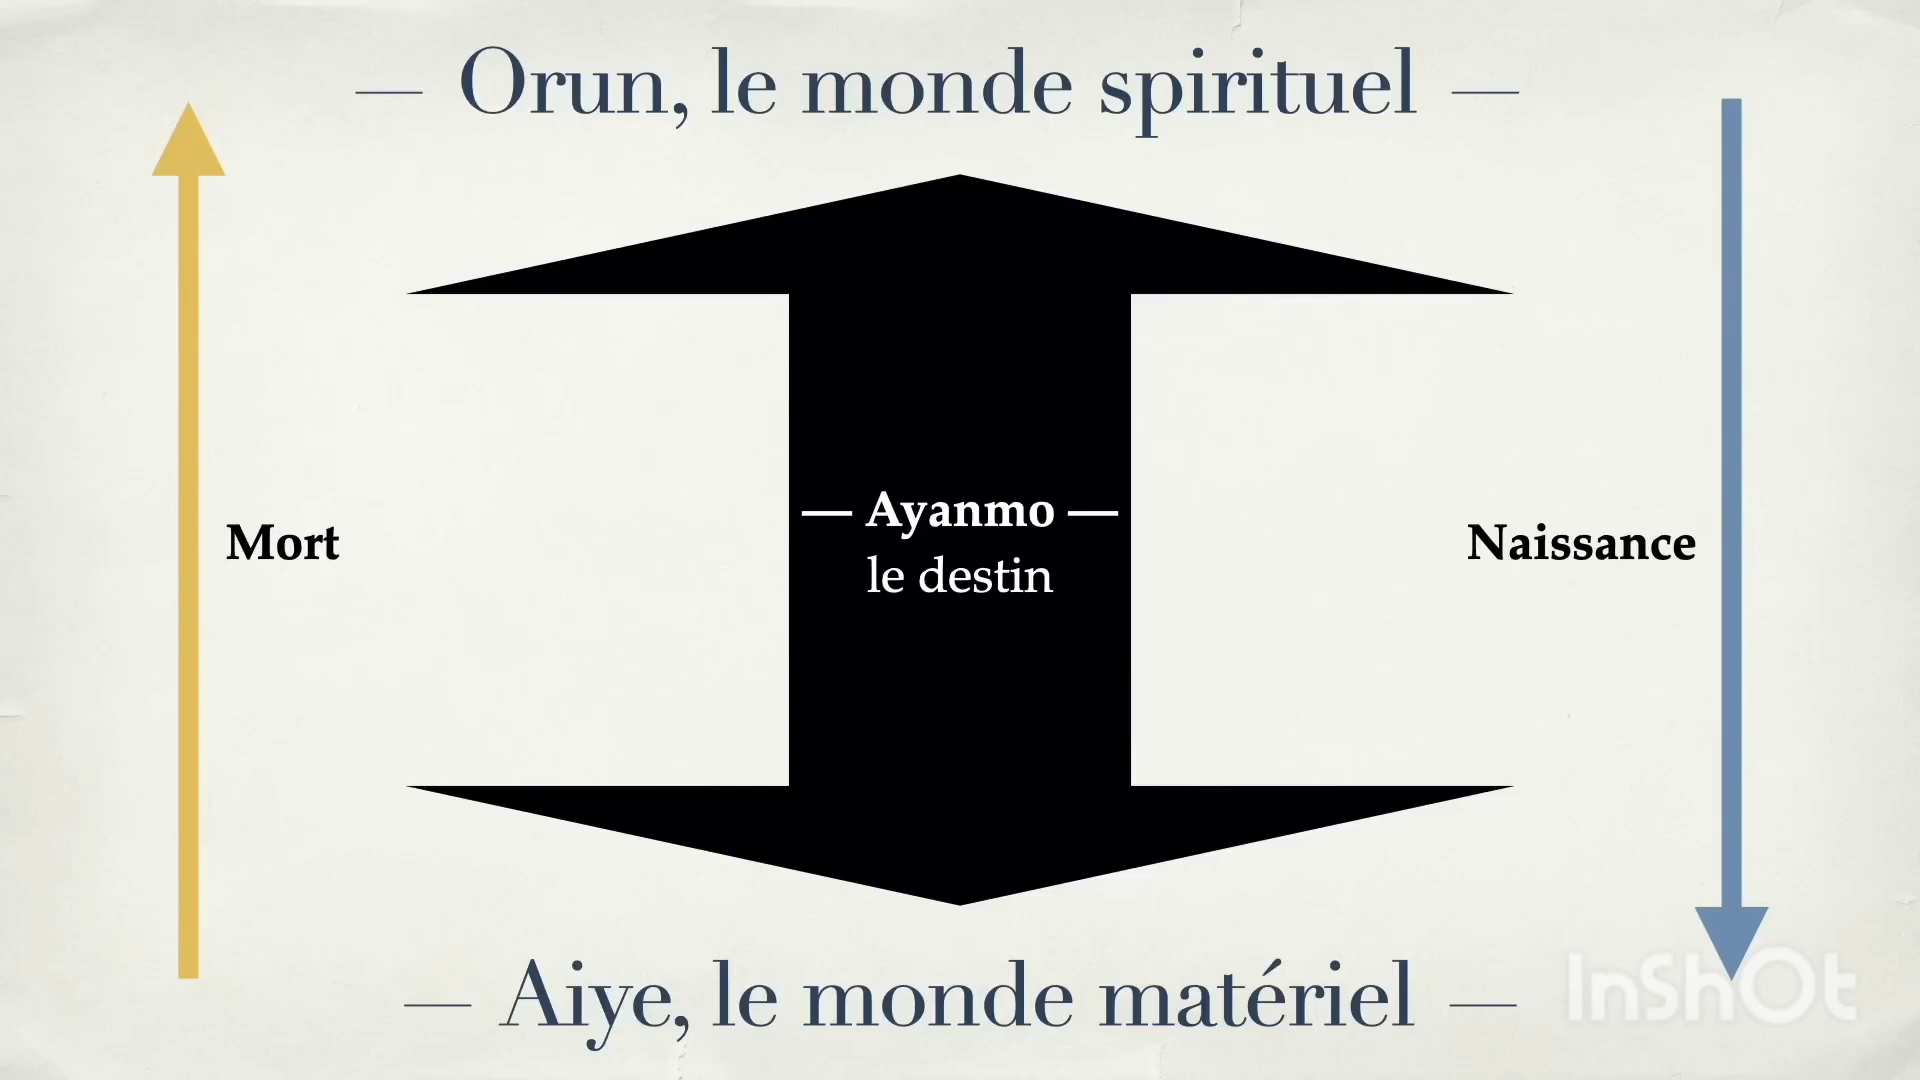 — Orun, le monde spirituel —
— Ayanmo —
le destin
Mort
Naissance
— Aiye, le monde matériel —
InShOt